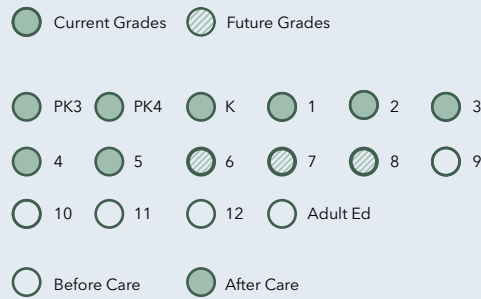 Current Grades Future Grades
PK3 PK4 K 1 2 3
4 5 6 7 8 9
10 11 12 Adult Ed
Before Care After Care